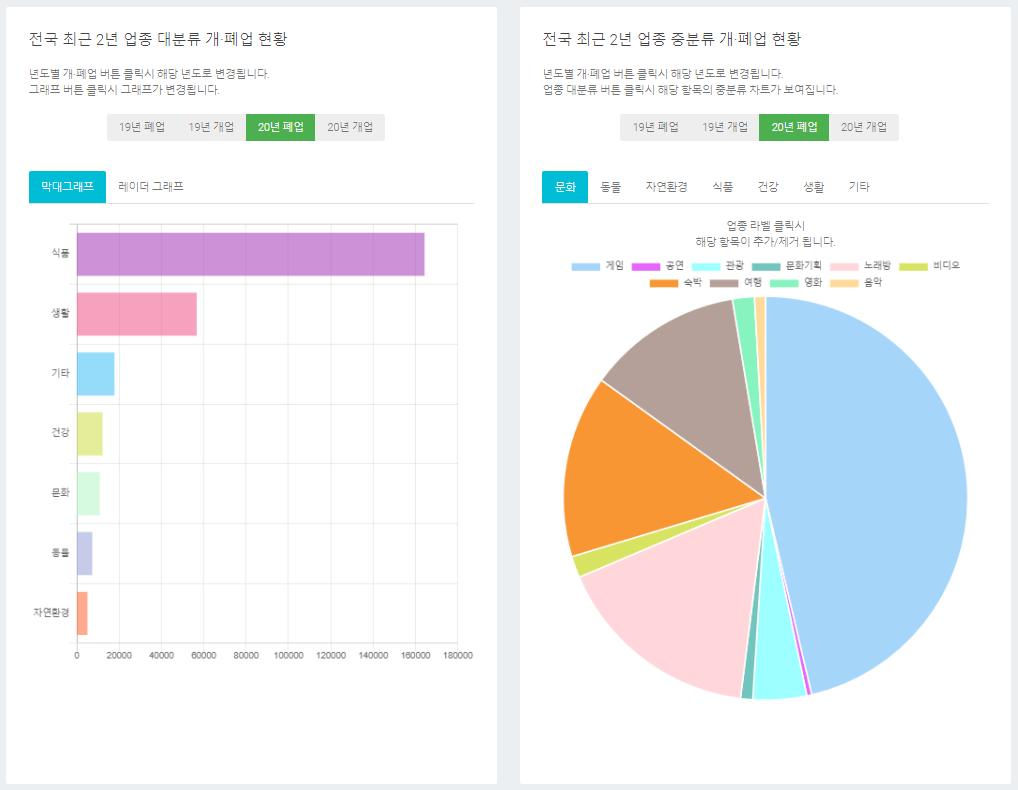 전국 최근 2년 업종 대분류 개·폐업 현황
년도별 개·폐업 버튼 클릭시 해당 년도로 변경됩니다.
그래프 버튼 클릭시 그래프가 변경됩니다.
19년 폐업 19년 개업 20년 폐업 20년 개업
막대그래프 레이더 그래프
식품
생활
기타
건강
문화
동물
자연환경
0 20000 40000 60000 80000 100000 120000 140000 160000 180000
전국 최근 2년 업종 중분류 개·폐업 현황
년도별 개·폐업 버튼 클릭시 해당 년도로 변경됩니다.
업종 대분류 버튼 클릭시 해당 항목의 중분류 차트가 보여집니다.
19년 폐업 19년 개업 20년 폐업 20년 개업
문화 동물 자연환경 식품 건강 생활 기타
업종 라벨 클릭시
해당 항목이 추가/제거 됩니다.
게임 공연 관광 문화기획 노래방 비디오
숙박 여행 영화 음악